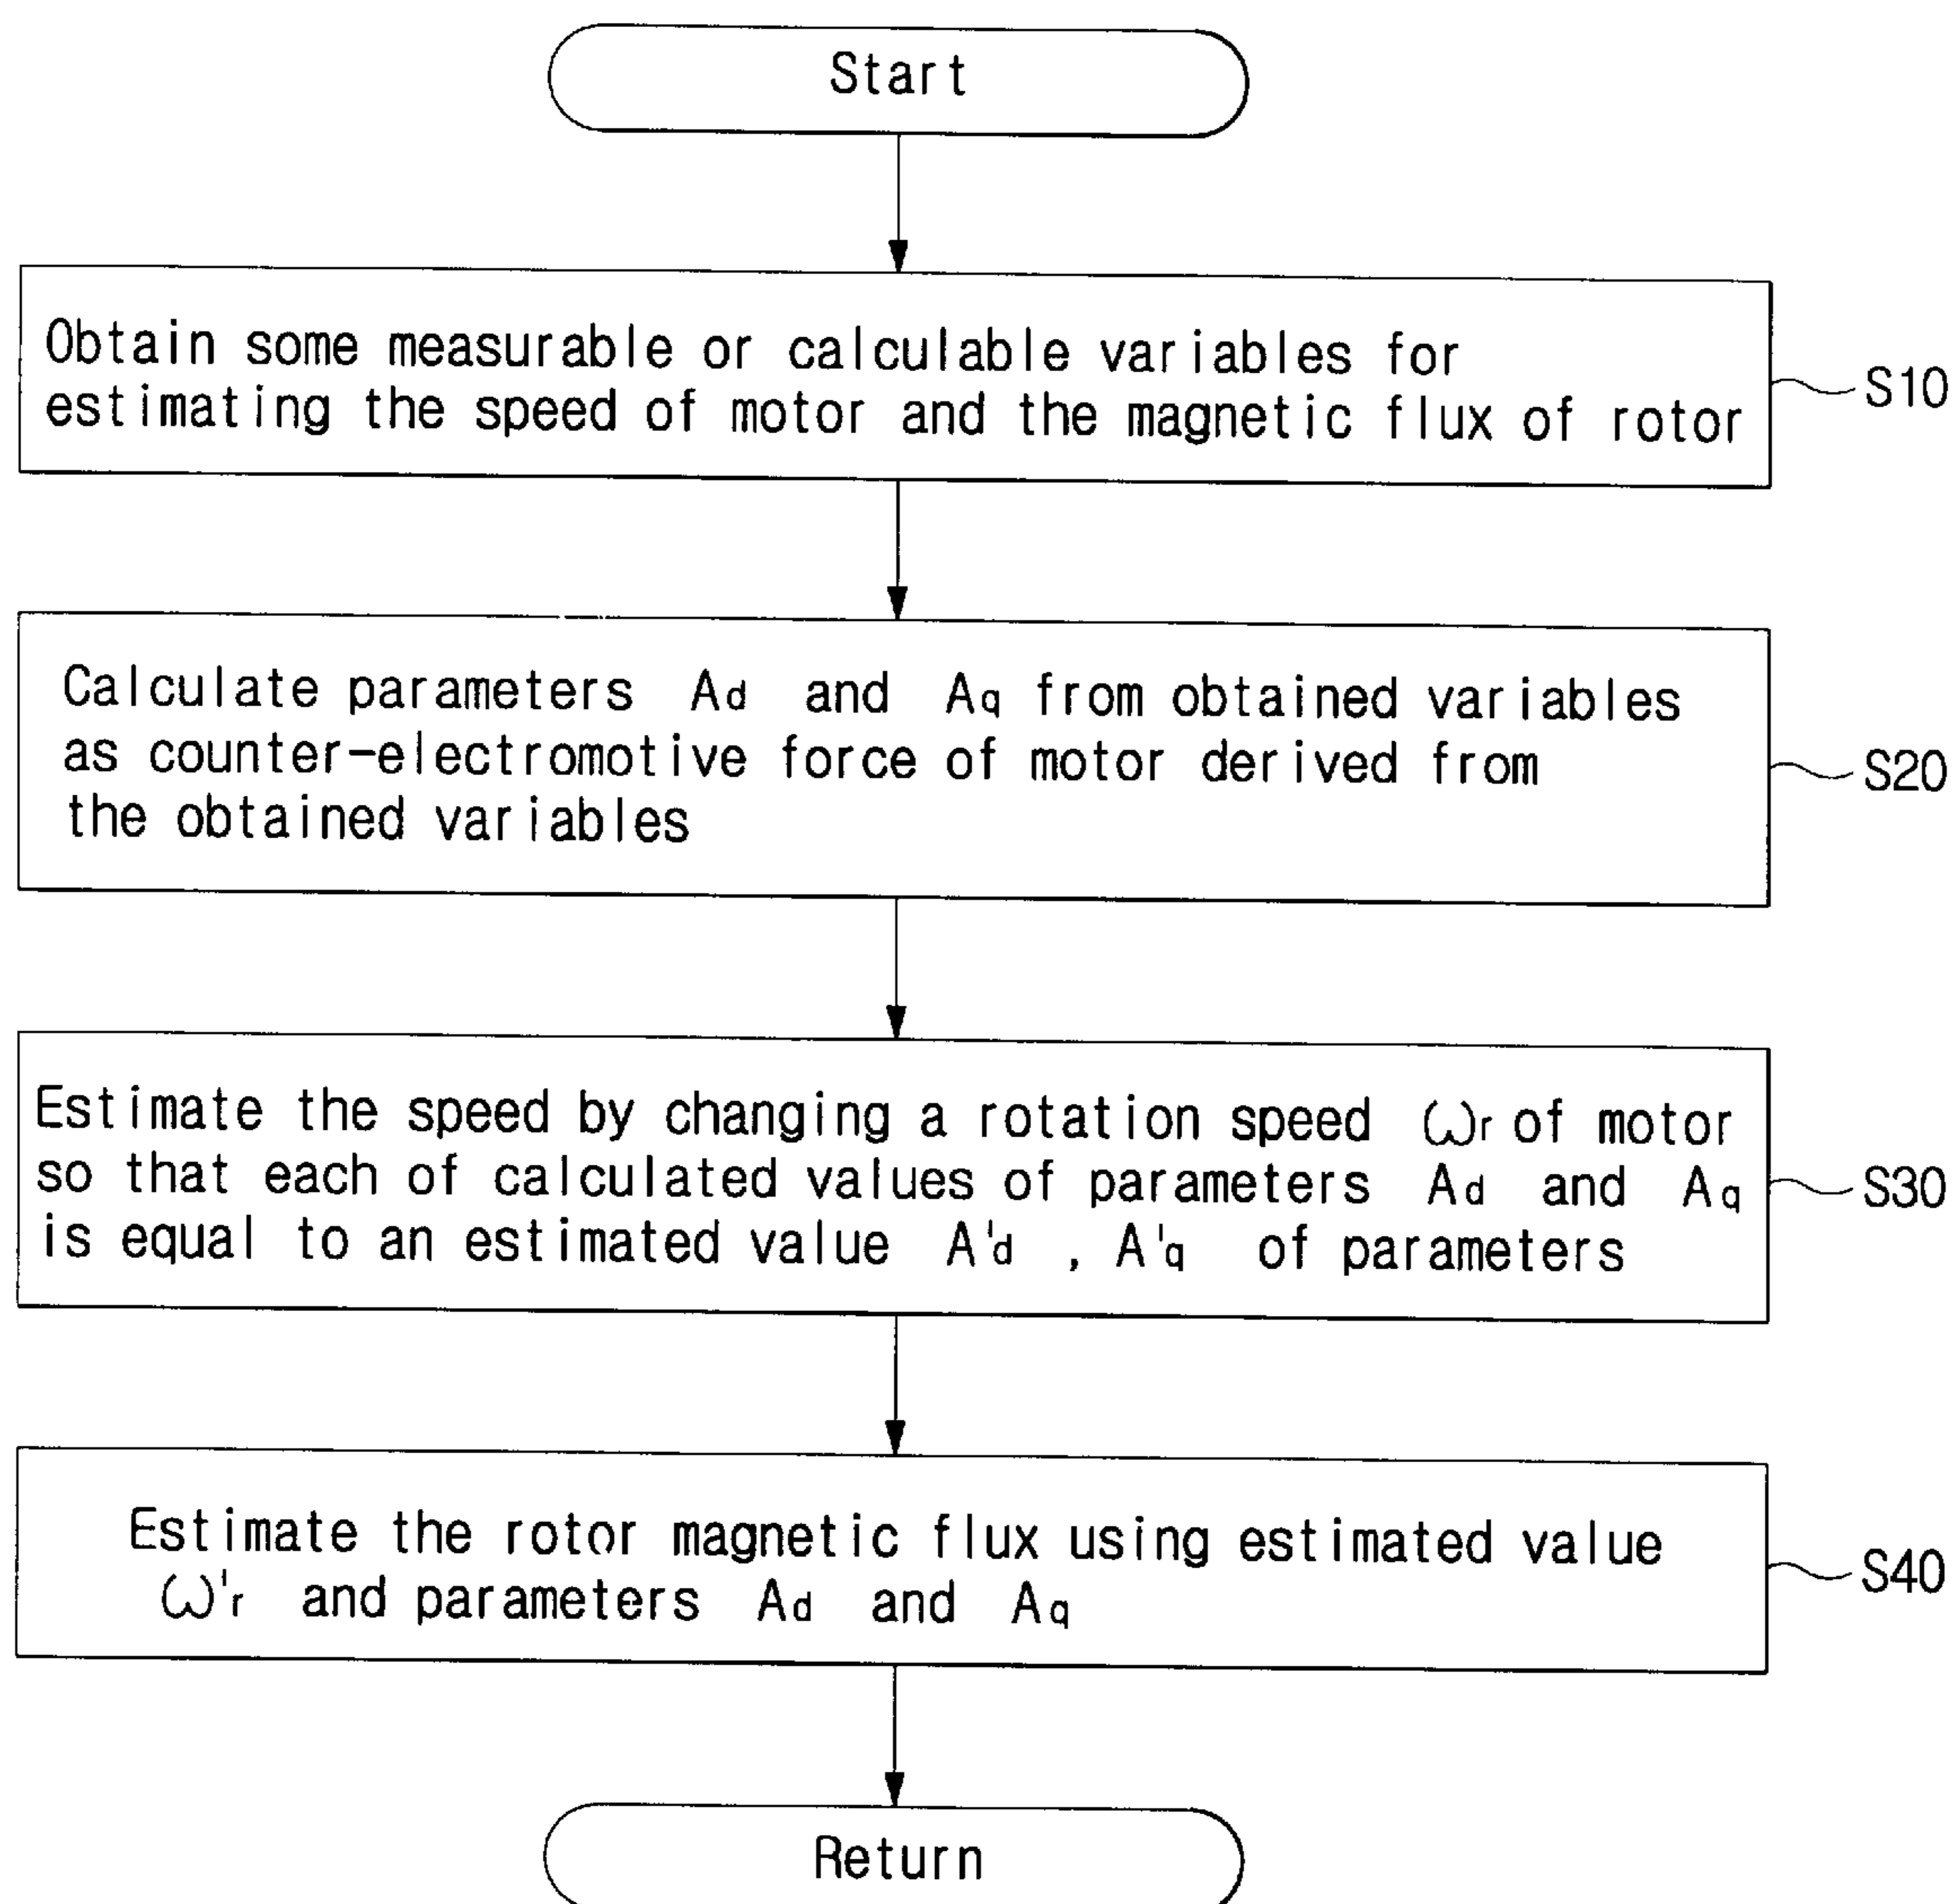 Start
Obtain some measurable or calculable variables for
estimating the speed of motor and the magnetic flux of rotor
S10
Calculate parameters Ad and Aq from obtained variables
as counter-electromotive force of motor derived from
the obtained variables
S20
Estimate the speed by changing a rotation speed ωr of motor
so that each of calculated values of parameters Ad and Aq
is equal to an estimated value A'd , A'q of parameters
S30
Estimate the rotor magnetic flux using estimated value
ω'r and parameters Ad and Aq
S40
Return